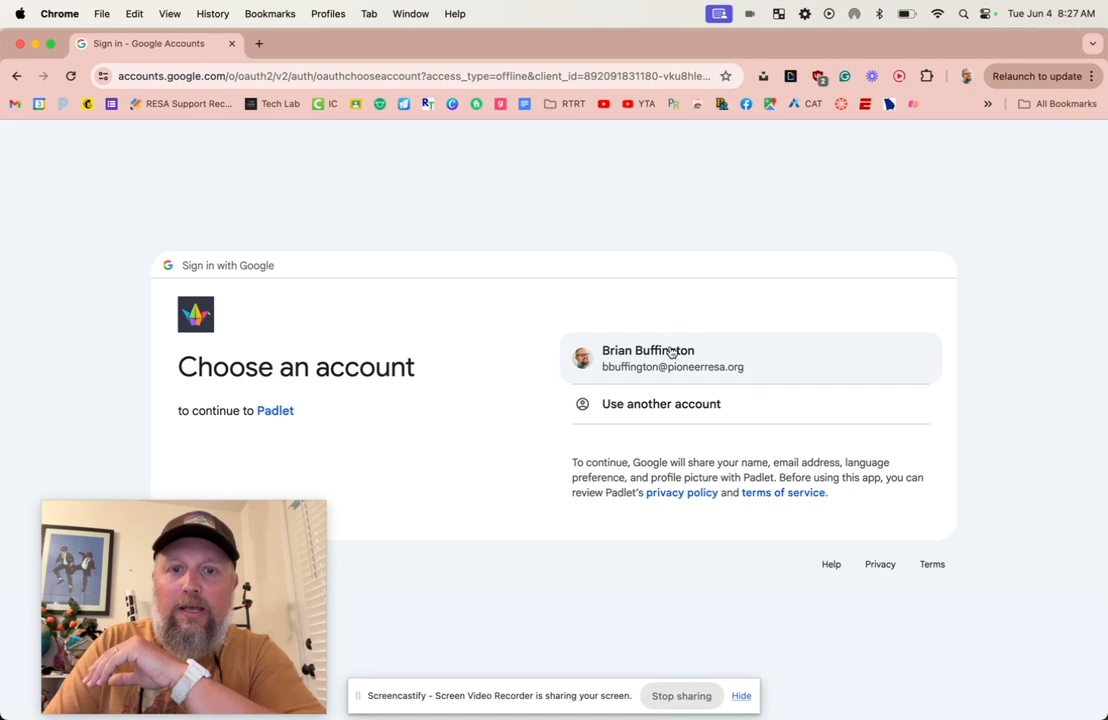 Chrome File Edit View History Bookmarks Profiles Tab Window Help Tue Jun 4 8:27 AM
Sign in - Google Accounts
accounts.google.com/o/oauth2/v2/auth/oauthchooseaccount?access_type=offline&client_id=892091831180-vku8hle... Relaunch to update
RESA Support Rec... Tech Lab IC RTRT YTA CAT » All Bookmarks
Sign in with Google
Choose an account
to continue to Padlet
Brian Buffington
bbuffington@pioneerresa.org
Use another account
To continue, Google will share your name, email address, language
preference, and profile picture with Padlet. Before using this app, you can
review Padlet's privacy policy and terms of service.
Help Privacy Terms
Screencastify - Screen Video Recorder is sharing your screen. Stop sharing Hide